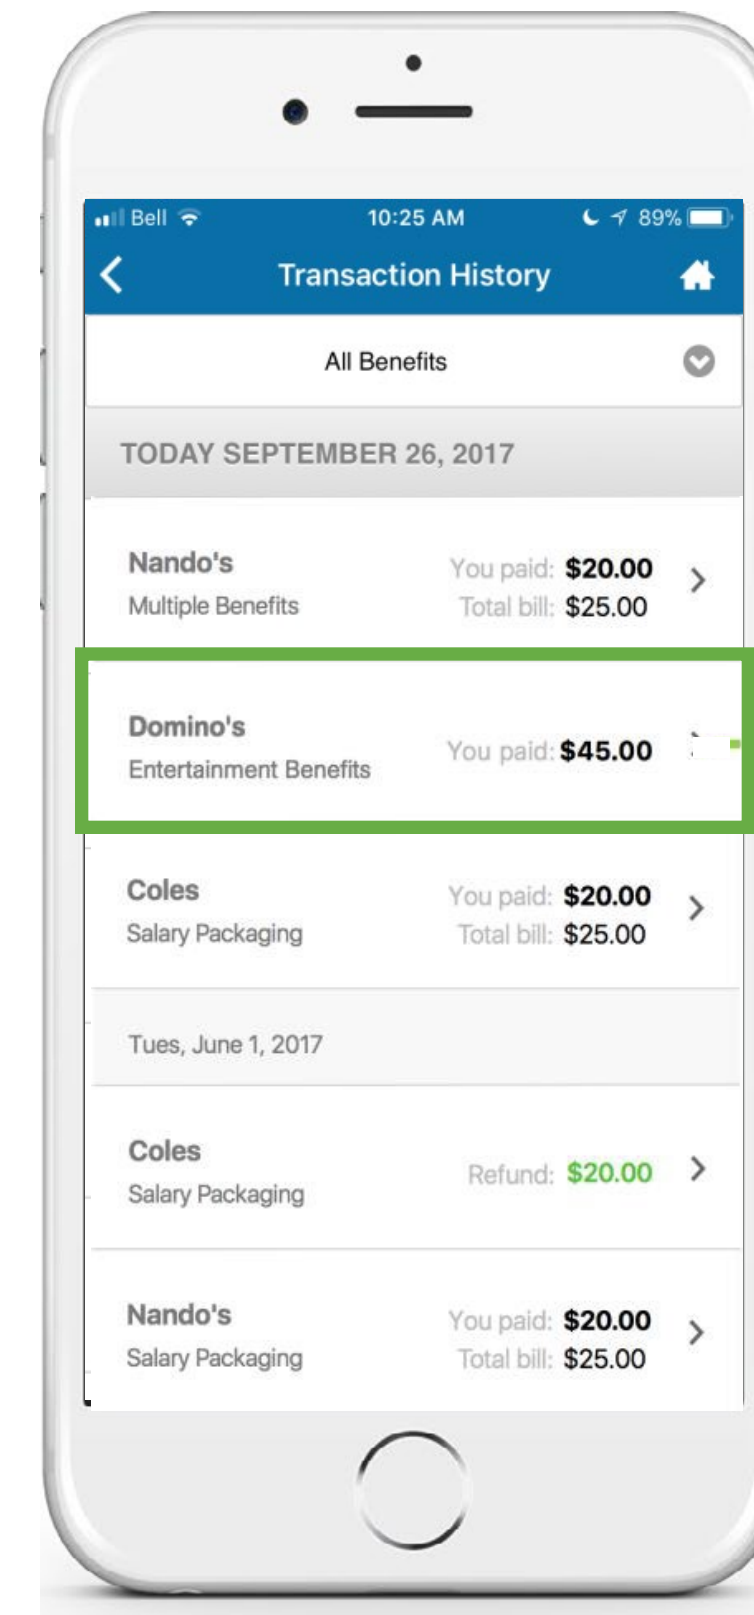 Bell 10:25 AM 89%
Transaction History
All Benefits
TODAY SEPTEMBER 26, 2017
Nando's You paid: $20.00
Multiple Benefits Total bill: $25.00
Domino's
You paid: $45.00
Entertainment Benefits
Coles You paid: $20.00
Salary Packaging Total bill: $25.00
Tues, June 1, 2017
Coles
Refund: $20.00
Salary Packaging
Nando's You paid: $20.00
Salary Packaging Total bill: $25.00